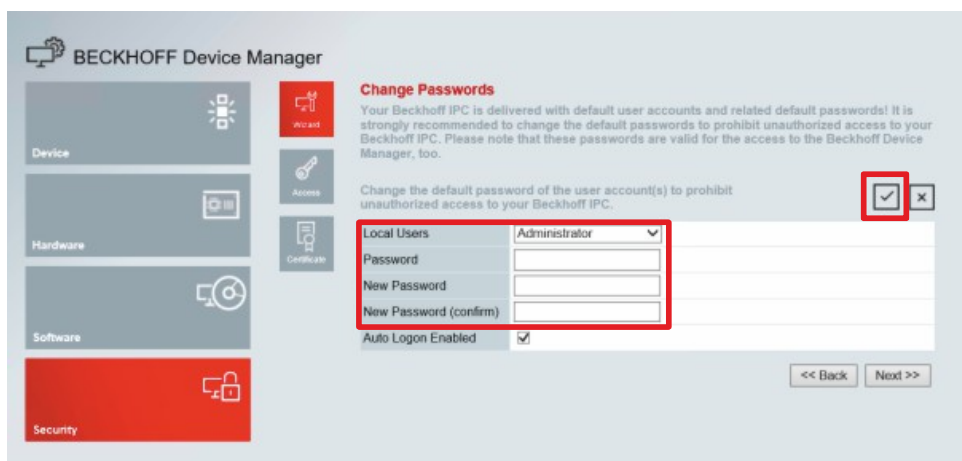 BECKHOFF Device Manager
Device
Hardware
Software
Security
Wizard
Access
Certificate
Change Passwords
Your Beckhoff IPC is delivered with default user accounts and related default passwords! It is
strongly recommended to change the default passwords to prohibit unauthorized access to your
Beckhoff IPC. Please note that these passwords are valid for the access to the Beckhoff Device
Manager, too.
Change the default password of the user account(s) to prohibit
unauthorized access to your Beckhoff IPC.
Local Users Administrator
Password
New Password
New Password (confirm)
Auto Logon Enabled
<< Back Next >>